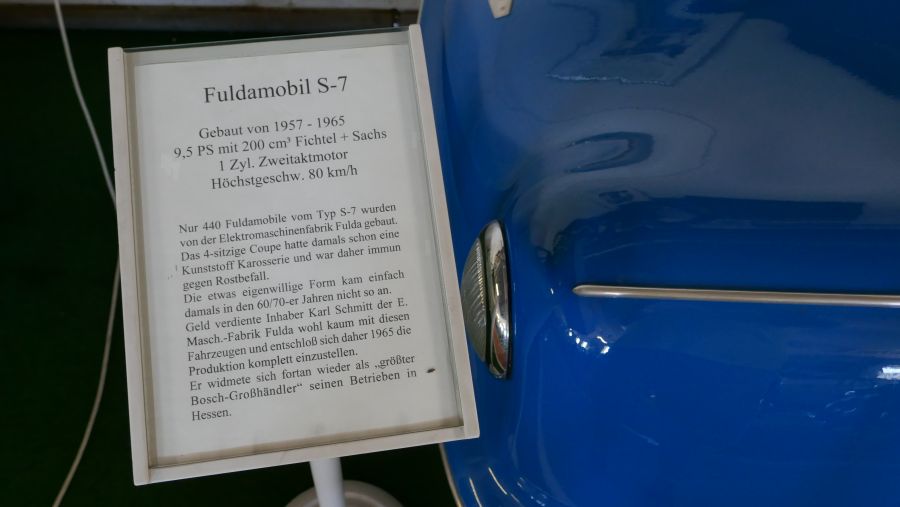 Fuldamobil S-7
Gebaut von 1957 - 1965
9,5 PS mit 200 cm³ Fichtel + Sachs
1 Zyl. Zweitaktmotor
Höchstgeschw. 80 km/h
Nur 440 Fuldamobile vom Typ S-7 wurden
von der Elektromaschinenfabrik Fulda gebaut.
Das 4-sitzige Coupe hatte damals schon eine
Kunststoff Karosserie und war daher immun
gegen Rostbefall.
Die etwas eigenwillige Form kam einfach
damals in den 60/70-er Jahren nicht so an.
Geld verdiente Inhaber Karl Schmitt der E.
Masch.-Fabrik Fulda wohl kaum mit diesen
Fahrzeugen und entschloß sich daher 1965 die
Produktion komplett einzustellen.
Er widmete sich fortan wieder als „größter
Bosch-Großhändler“ seinen Betrieben in
Hessen.